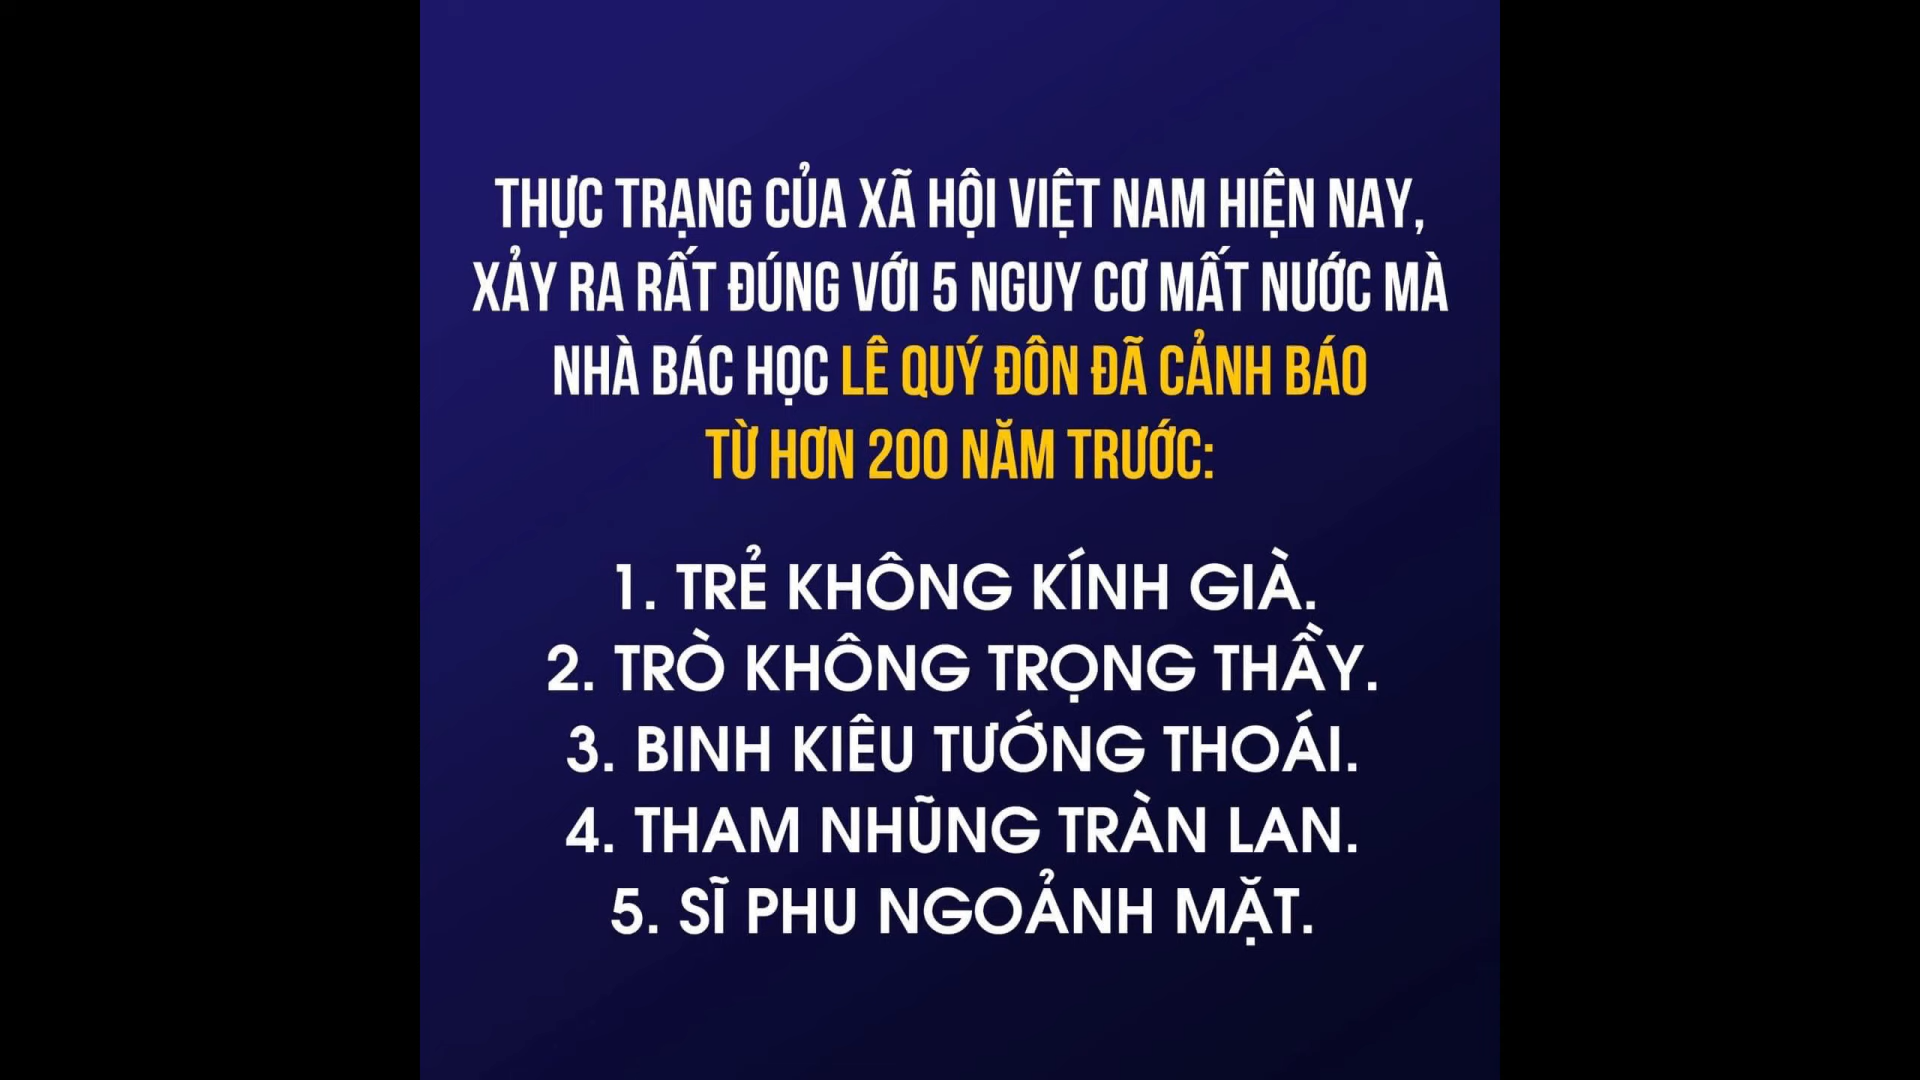 THỰC TRẠNG CỦA XÃ HỘI VIỆT NAM HIỆN NAY,
XẢY RA RẤT ĐÚNG VỚI 5 NGUY CƠ MẤT NƯỚC MÀ
NHÀ BÁC HỌC LÊ QUÝ ĐÔN ĐÃ CẢNH BÁO
TỪ HƠN 200 NĂM TRƯỚC:
1. TRẺ KHÔNG KÍNH GIÀ.
2. TRÒ KHÔNG TRỌNG THẦY.
3. BINH KIÊU TƯỚNG THOÁI.
4. THAM NHŨNG TRÀN LAN.
5. SĨ PHU NGOẢNH MẶT.